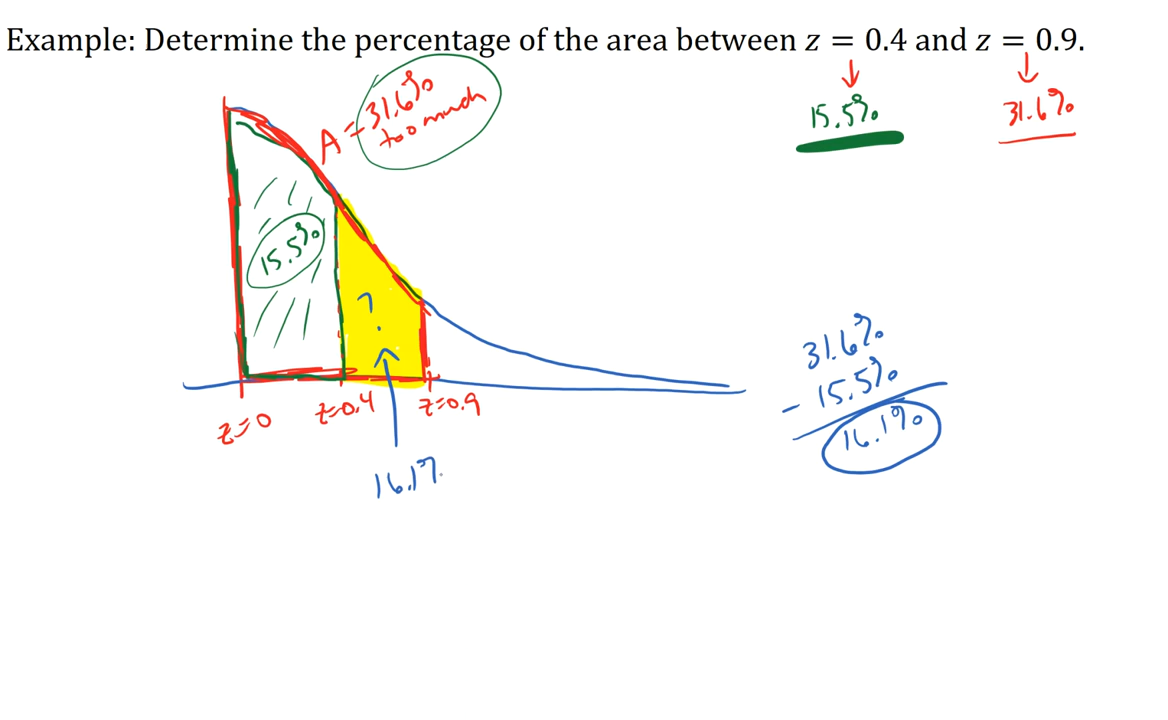 Example: Determine the percentage of the area between z = 0.4 and z = 0.9.
15.5%
31.6%
A = 31.6%
too much
15.5%
?
z=0
z=0.4
z=0.9
16.1%
31.6%
- 15.5%
16.1%